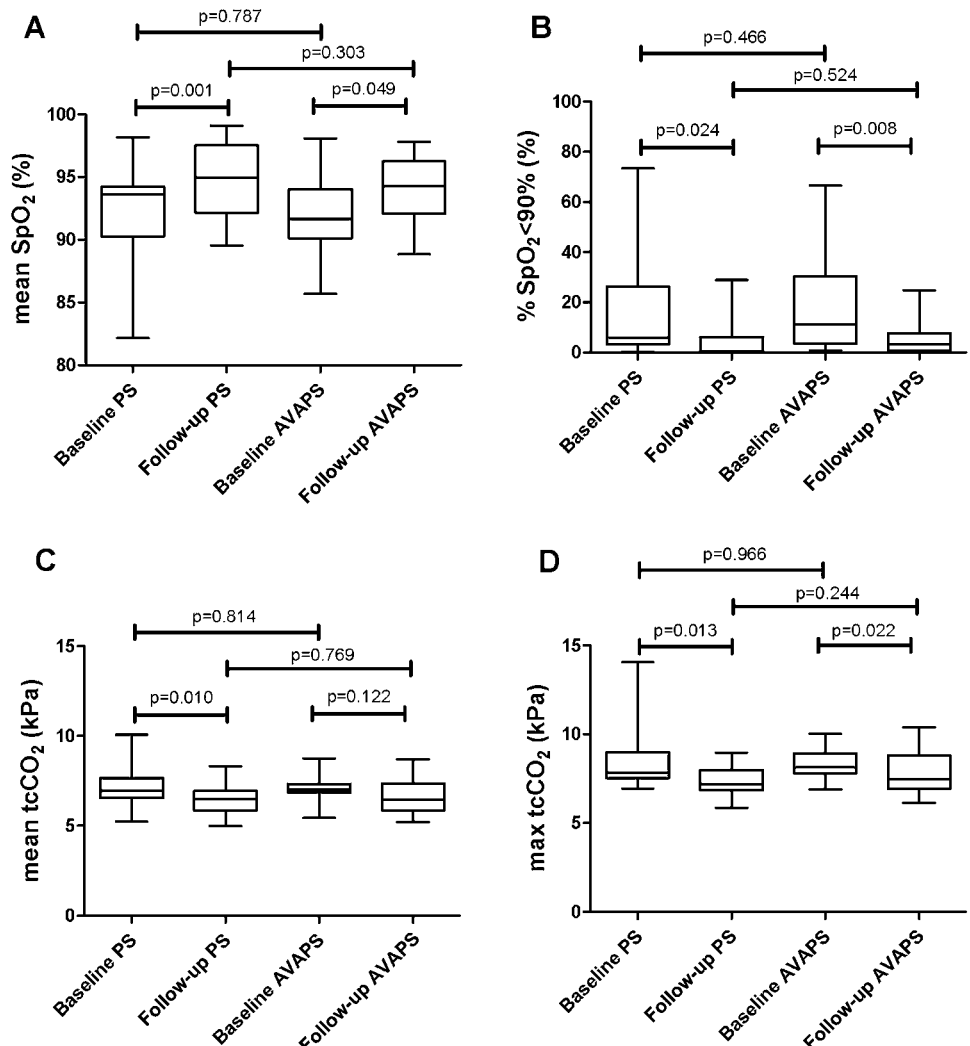 A
p=0.787
p=0.303
p=0.001
p=0.049
mean SpO2 (%)
100
95
90
85
80
Baseline PS
Follow-up PS
Baseline AVAPS
Follow-up AVAPS
B
p=0.466
p=0.524
p=0.024
p=0.008
% SpO2<90% (%)
100
80
60
40
20
0
Baseline PS
Follow-up PS
Baseline AVAPS
Follow-up AVAPS
C
p=0.814
p=0.769
p=0.010
p=0.122
mean tcCO2 (kPa)
15
10
5
0
Baseline PS
Follow-up PS
Baseline AVAPS
Follow-up AVAPS
D
p=0.966
p=0.244
p=0.013
p=0.022
max tcCO2 (kPa)
15
10
5
0
Baseline PS
Follow-up PS
Baseline AVAPS
Follow-up AVAPS